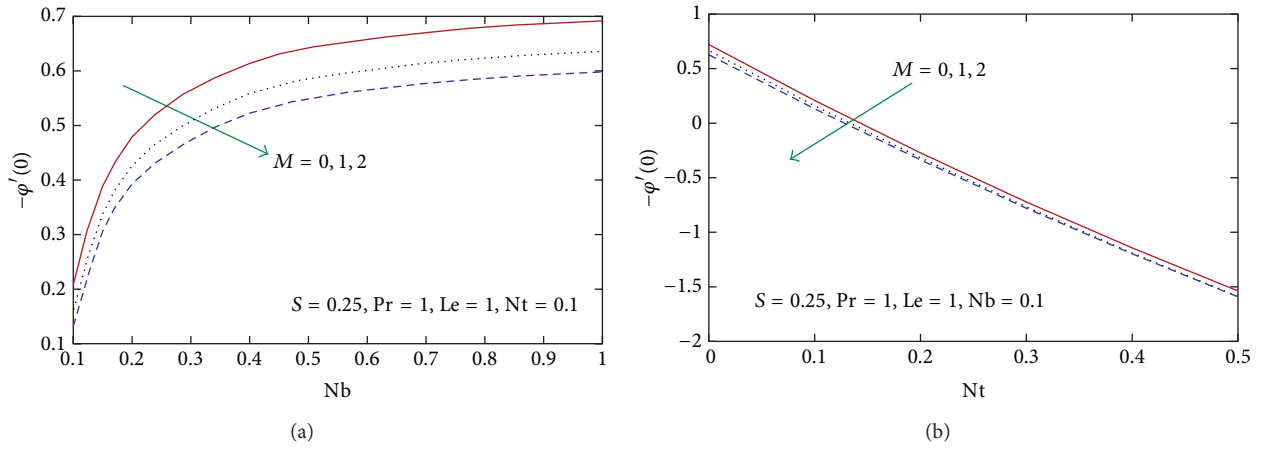 0.7
0.6
0.5
0.4
0.3
0.2
0.1
−φ′(0)
M = 0, 1, 2
S = 0.25, Pr = 1, Le = 1, Nt = 0.1
0.1 0.2 0.3 0.4 0.5 0.6 0.7 0.8 0.9 1
Nb
(a)
−1
0.5
0
−0.5
−1
−1.5
−2
−φ′(0)
M = 0, 1, 2
S = 0.25, Pr = 1, Le = 1, Nb = 0.1
0 0.1 0.2 0.3 0.4 0.5
Nt
(b)